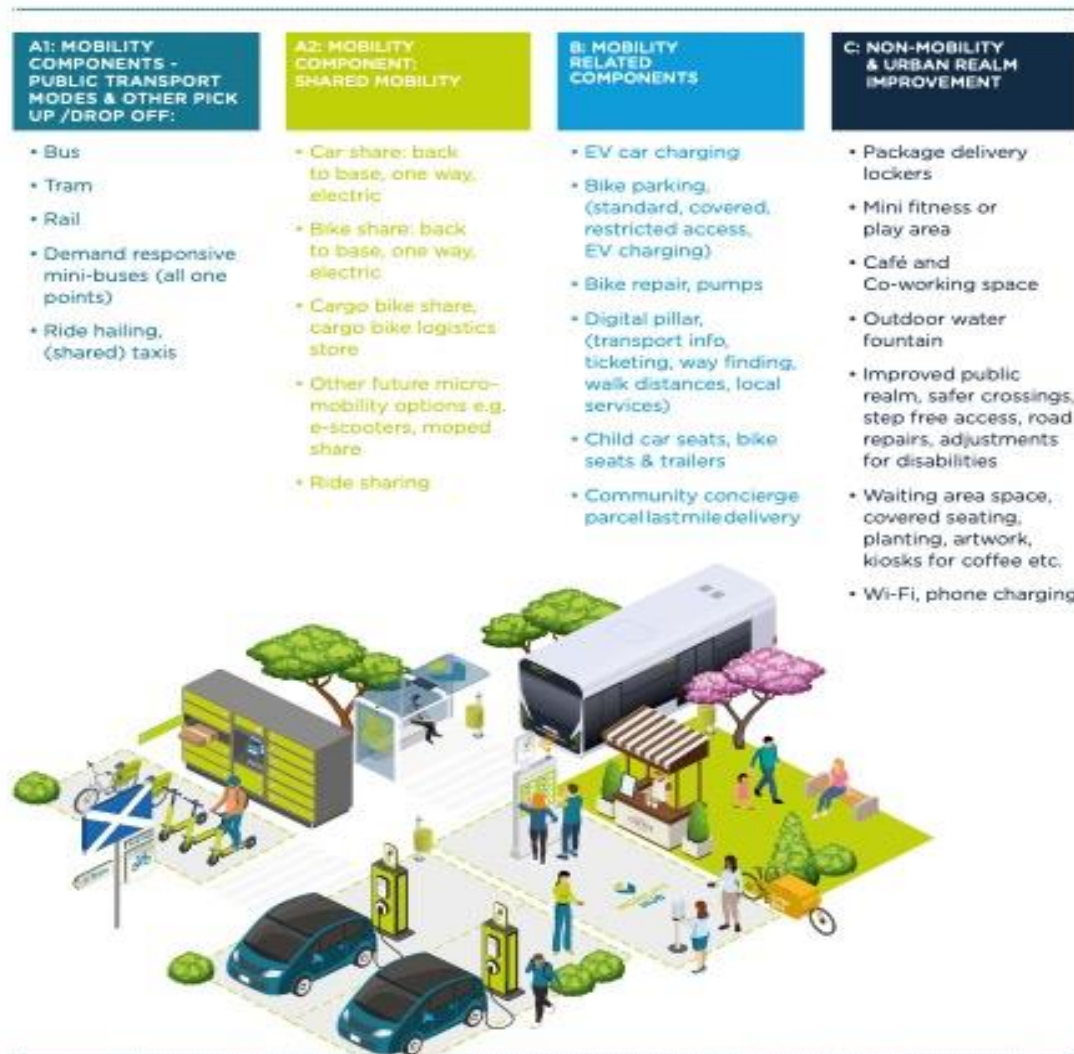 A1: MOBILITY
COMPONENTS -
PUBLIC TRANSPORT
MODES & OTHER PICK
UP /DROP OFF:
• Bus
• Tram
• Rail
• Demand responsive
mini-buses (all one
points)
• Ride hailing,
(shared) taxis
A2: MOBILITY
COMPONENT:
SHARED MOBILITY
• Car share: back
to base, one way,
electric
• Bike share: back
to base, one way,
electric
• Cargo bike share,
cargo bike logistics
store
• Other future micro-
mobility options e.g.
e-scooters, moped
share
• Ride sharing
B: MOBILITY
RELATED
COMPONENTS
• EV car charging
• Bike parking,
(standard, covered,
restricted access,
EV charging)
• Bike repair, pumps
• Digital pillar,
(transport info,
ticketing, way finding,
walk distances, local
services)
• Child car seats, bike
seats & trailers
• Community concierge
parcel last mile delivery
C: NON-MOBILITY
& URBAN REALM
IMPROVEMENT
• Package delivery
lockers
• Mini fitness or
play area
• Café and
Co-working space
• Outdoor water
fountain
• Improved public
realm, safer crossings,
step free access, road
repairs, adjustments
for disabilities
• Waiting area space,
covered seating,
planting, artwork,
kiosks for coffee etc.
• Wi-Fi, phone charging